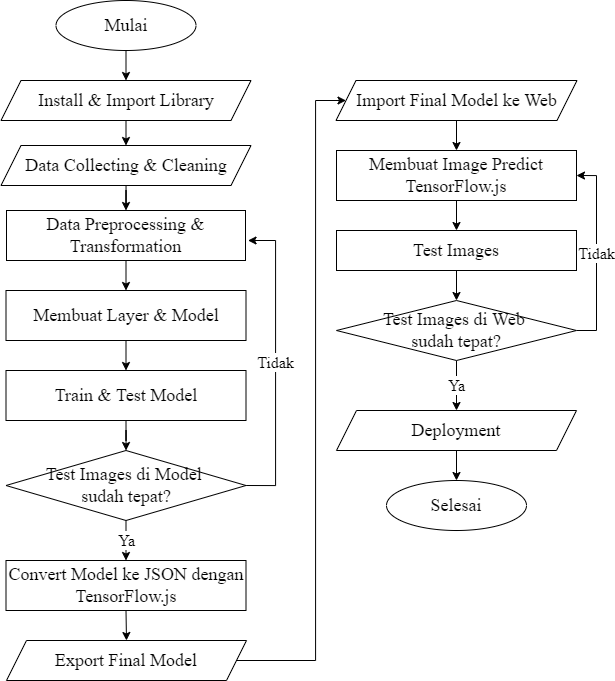 Mulai
Install & Import Library
Data Collecting & Cleaning
Data Preprocessing &
Transformation
Membuat Layer & Model
Train & Test Model
Tidak
Test Images di Model
sudah tepat?
Ya
Convert Model ke JSON dengan
TensorFlow.js
Export Final Model
Import Final Model ke Web
Membuat Image Predict
TensorFlow.js
Test Images
Tidak
Test Images di Web
sudah tepat?
Ya
Deployment
Selesai